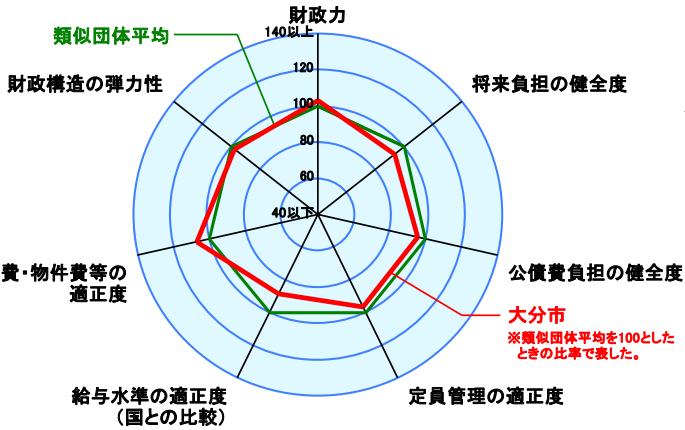 財政力
140以上
類似団体平均
120
財政構造の弾力性
将来負担の健全度
100
80
60
40以下
費・物件費等の
適正度
公債費負担の健全度
大分市
※類似団体平均を100とした
ときの比率で表した。
給与水準の適正度
（国との比較）
定員管理の適正度